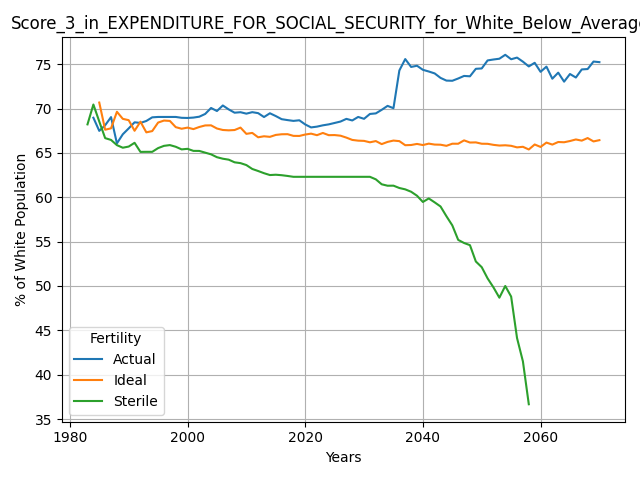 Score_3_in_EXPENDITURE_FOR_SOCIAL_SECURITY_for_White_Below_Average
% of White Population
75
70
65
60
55
50
45
40
35
Fertility
Actual
Ideal
Sterile
1980
2000
2020
2040
2060
Years